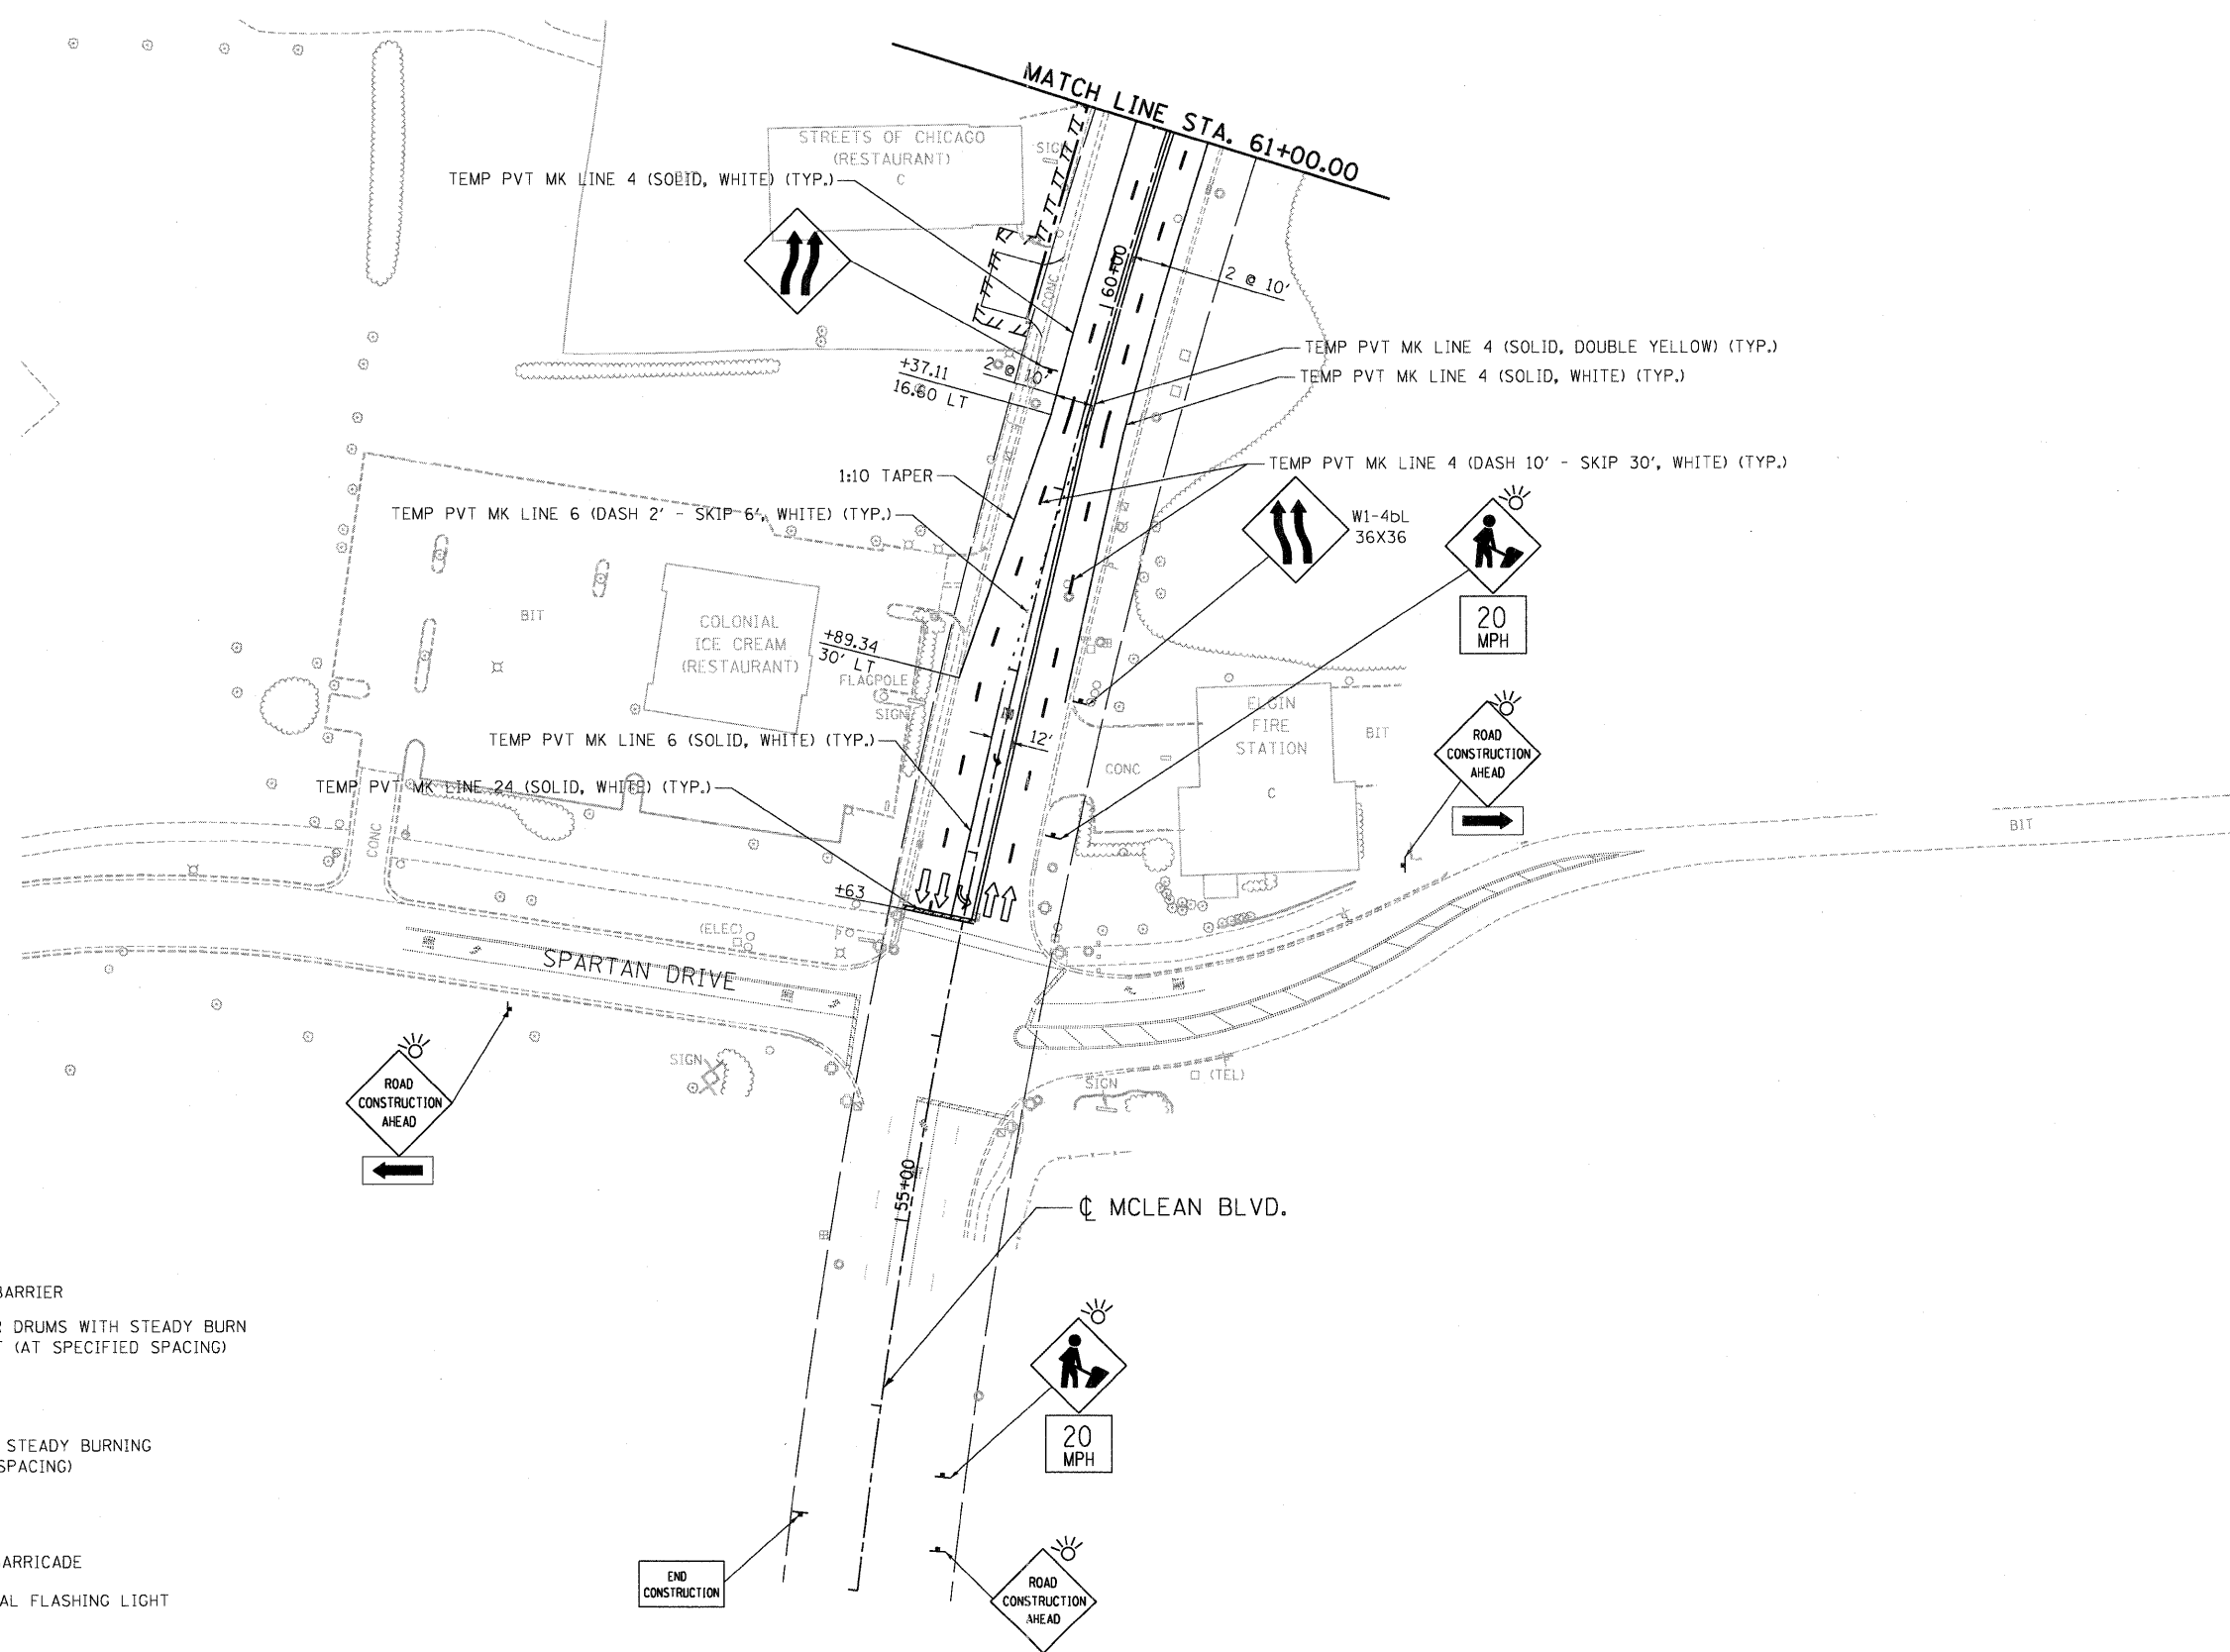 MATCH LINE STA. 61+00.00
STREETS OF CHICAGO
(RESTAURANT)
C
BIT
SIGN
TEMP PVT MK LINE 4 (SOLID, WHITE) (TYP.)
CONC
60+00
2 @ 10'
TEMP PVT MK LINE 4 (SOLID, DOUBLE YELLOW) (TYP.)
TEMP PVT MK LINE 4 (SOLID, WHITE) (TYP.)
+37.11
16.60 LT
2 @ 10'
1:10 TAPER
TEMP PVT MK LINE 4 (DASH 10' - SKIP 30', WHITE) (TYP.)
TEMP PVT MK LINE 6 (DASH 2' - SKIP 6', WHITE) (TYP.)
W1-4bL
36X36
20
MPH
BIT
COLONIAL
ICE CREAM
(RESTAURANT)
+89.34
30' LT
FLAGPOLE
SIGN
ELGIN
FIRE
STATION
C
BIT
CONC
12'
ROAD
CONSTRUCTION
AHEAD
TEMP PVT MK LINE 6 (SOLID, WHITE) (TYP.)
TEMP PVT MK LINE 24 (SOLID, WHITE) (TYP.)
CONC
BIT
+63
(ELEC)
SPARTAN DRIVE
SIGN
SIGN
(TEL)
ROAD
CONSTRUCTION
AHEAD
55+00
℄ MCLEAN BLVD.
BARRIER
R DRUMS WITH STEADY BURN
T (AT SPECIFIED SPACING)
20
MPH
STEADY BURNING
SPACING)
ARRICADE
AL FLASHING LIGHT
END
CONSTRUCTION
ROAD
CONSTRUCTION
AHEAD